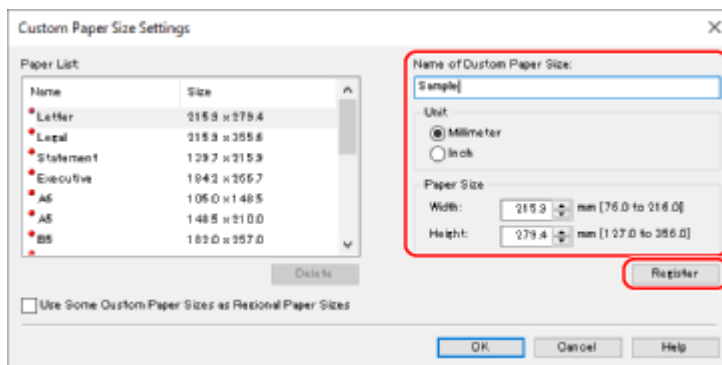 Custom Paper Size Settings
Paper List:
Name Size
Letter 215.9 x 279.4
Legal 215.9 x 355.6
Statement 139.7 x 215.9
Executive 184.2 x 266.7
A6 105.0 x 148.5
A5 148.5 x 210.0
B5 182.0 x 257.0
Delete
Use Some Custom Paper Sizes as Regional Paper Sizes
Name of Custom Paper Size:
Sample
Unit
Millimeter
Inch
Paper Size
Width: 215.9 mm [76.0 to 216.0]
Height: 279.4 mm [127.0 to 356.0]
Register
OK Cancel Help